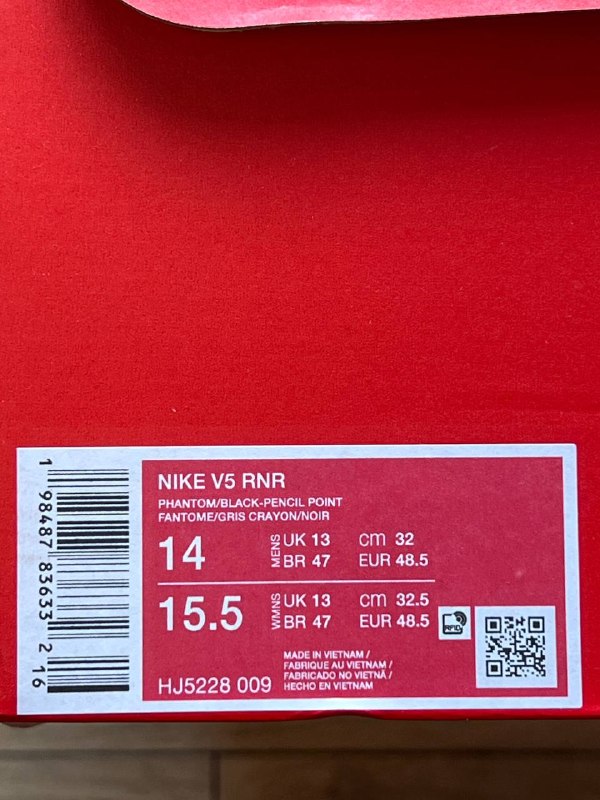 1 98487 83633 2 16
NIKE V5 RNR
PHANTOM/BLACK-PENCIL POINT
FANTOME/GRIS CRAYON/NOIR
14
MENS
UK 13 cm 32
BR 47 EUR 48.5
15.5
WMNS
UK 13 cm 32.5
BR 47 EUR 48.5
RFID
MADE IN VIETNAM /
FABRIQUE AU VIETNAM /
FABRICADO NO VIETNÃ /
HECHO EN VIETNAM
HJ5228 009